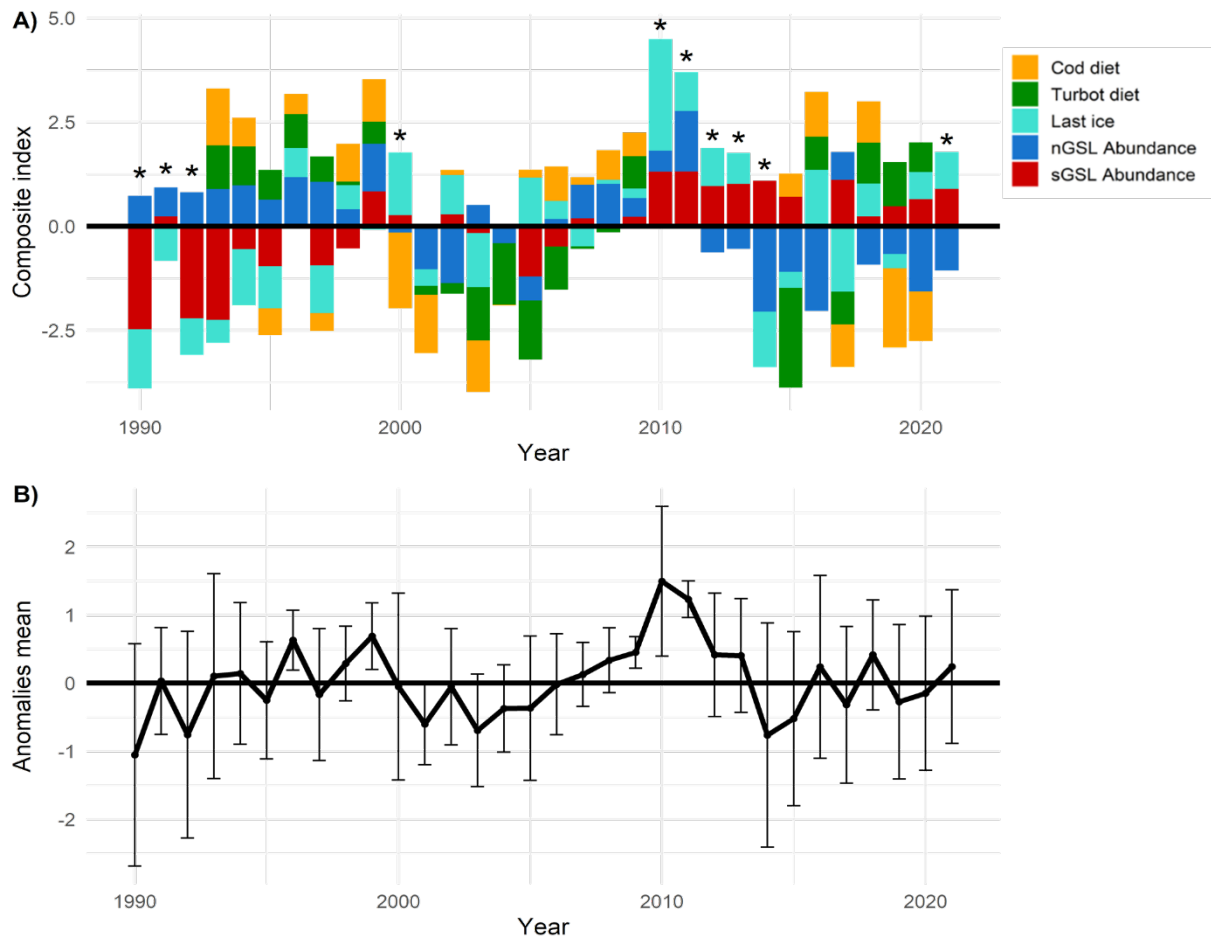 A)
5.0
2.5
0.0
-2.5
Composite index
* * * * * * * * * *
1990 2000 2010 2020
Year
Cod diet
Turbot diet
Last ice
nGSL Abundance
sGSL Abundance
B)
2
1
0
-1
-2
Anomalies mean
1990 2000 2010 2020
Year